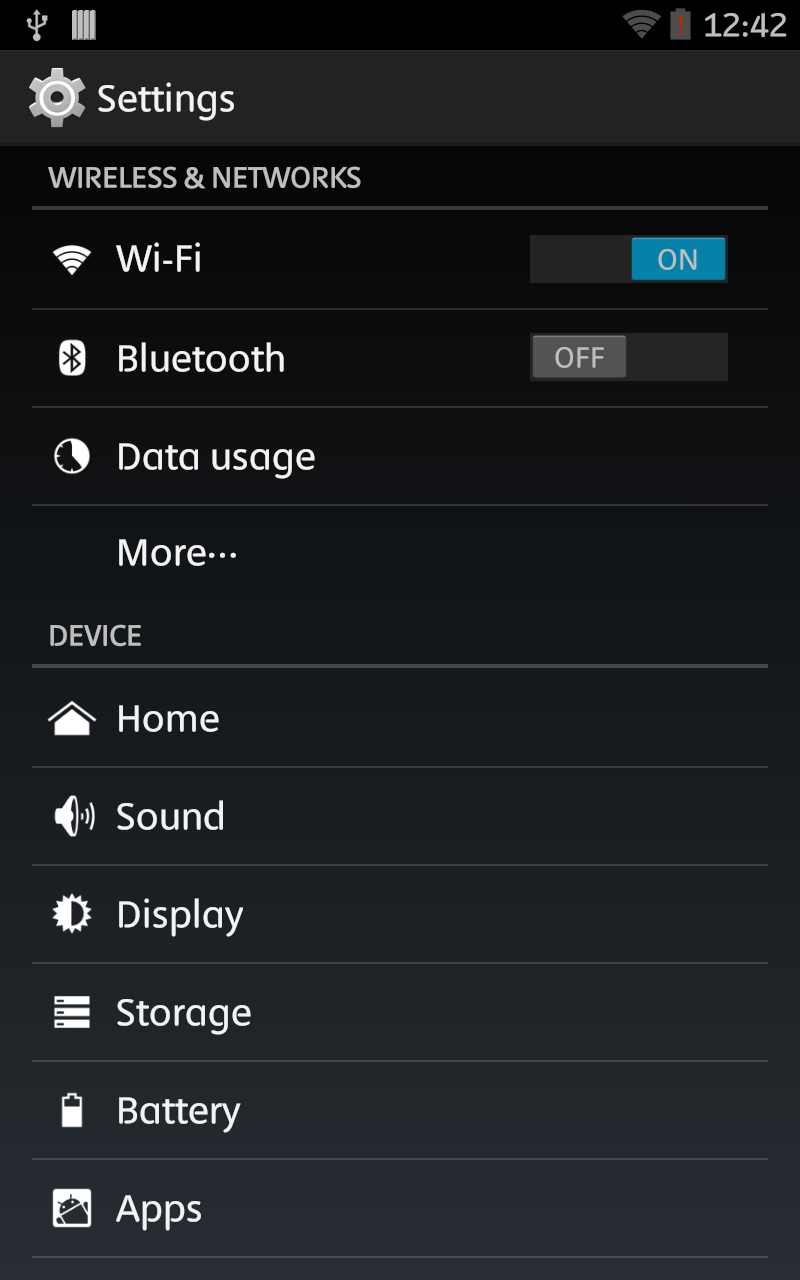 12:42
Settings
WIRELESS & NETWORKS
Wi-Fi
ON
Bluetooth
OFF
Data usage
More···
DEVICE
Home
Sound
Display
Storage
Battery
Apps